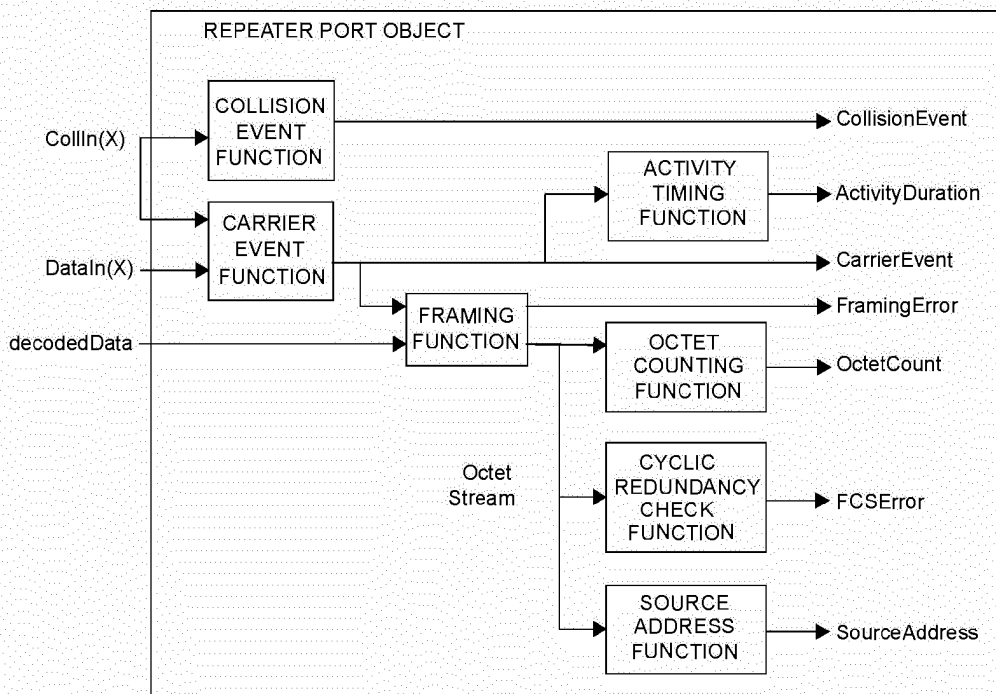 REPEATER PORT OBJECT
COLLISION
EVENT
FUNCTION
CollIn(X)
CollisionEvent
ACTIVITY
TIMING
FUNCTION
ActivityDuration
CARRIER
EVENT
FUNCTION
DataIn(X)
CarrierEvent
FRAMING
FUNCTION
FramingError
decodedData
OCTET
COUNTING
FUNCTION
OctetCount
Octet
Stream
CYCLIC
REDUNDANCY
CHECK
FUNCTION
FCSError
SOURCE
ADDRESS
FUNCTION
SourceAddress